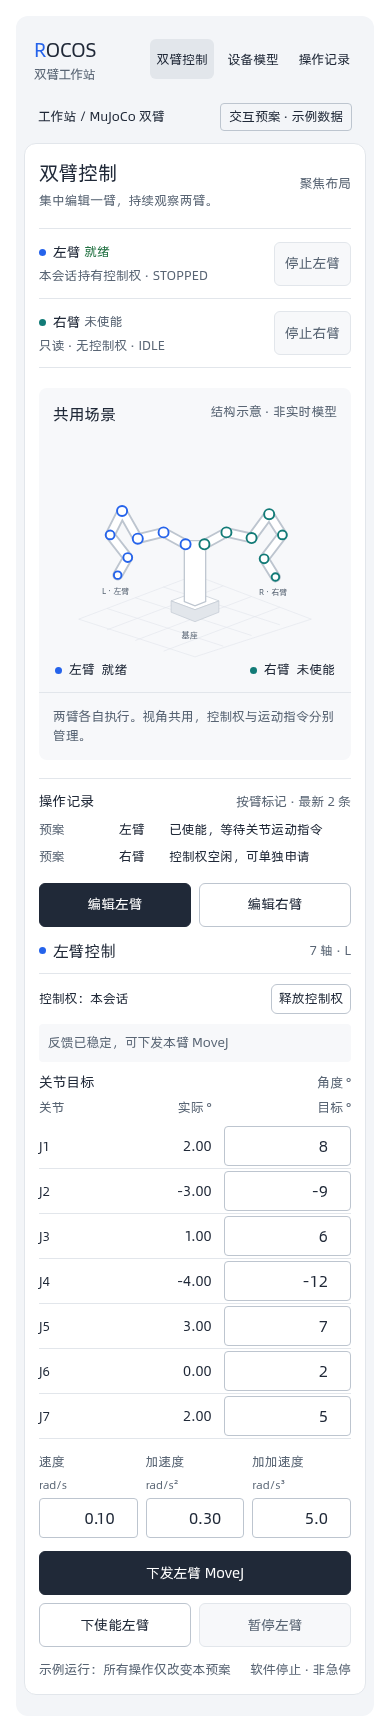 ROCOS
双臂工作站
双臂控制 设备模型 操作记录
工作站 / MuJoCo 双臂 交互预案 · 示例数据
双臂控制
集中编辑一臂，持续观察两臂。
聚焦布局
左臂 就绪
本会话持有控制权 · STOPPED
停止左臂
右臂 未使能
只读 · 无控制权 · IDLE
停止右臂
共用场景 结构示意 · 非实时模型
L · 左臂 R · 右臂
基座
左臂 就绪 右臂 未使能
两臂各自执行。视角共用，控制权与运动指令分别
管理。
操作记录 按臂标记 · 最新 2 条
预案 左臂 已使能，等待关节运动指令
预案 右臂 控制权空闲，可单独申请
编辑左臂 编辑右臂
左臂控制 7 轴 · L
控制权：本会话 释放控制权
反馈已稳定，可下发本臂 MoveJ
关节目标 角度 °
关节 实际 ° 目标 °
J1 2.00 8
J2 -3.00 -9
J3 1.00 6
J4 -4.00 -12
J5 3.00 7
J6 0.00 2
J7 2.00 5
速度 加速度 加加速度
rad/s rad/s² rad/s³
0.10 0.30 5.0
下发左臂 MoveJ
下使能左臂 暂停左臂
示例运行：所有操作仅改变本预案 软件停止 · 非急停